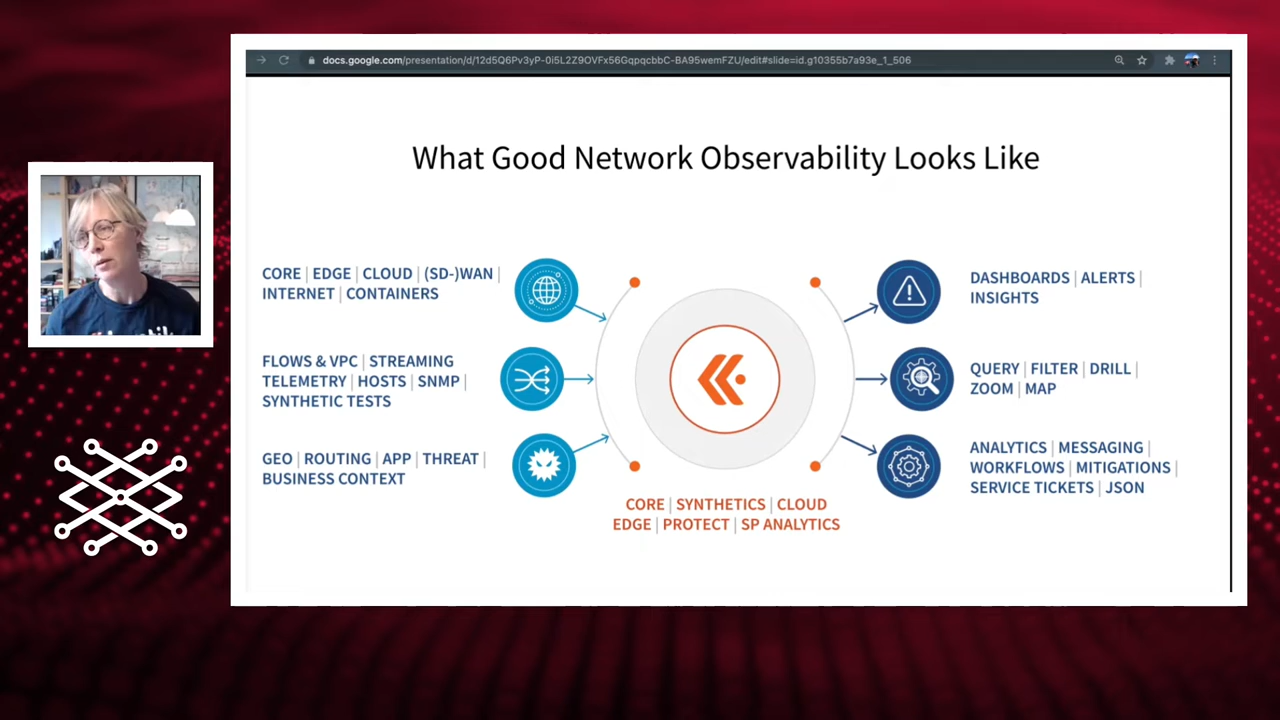 docs.google.com/presentation/d/12d5Q6Pv3yP-0i5L2Z9OVFx56GqpqcbbC-BA95wemFZU/edit#slide=id.g10355b7a93e_1_506
What Good Network Observability Looks Like
CORE | EDGE | CLOUD | (SD-)WAN |
INTERNET | CONTAINERS
FLOWS & VPC | STREAMING
TELEMETRY | HOSTS | SNMP |
SYNTHETIC TESTS
GEO | ROUTING | APP | THREAT |
BUSINESS CONTEXT
CORE | SYNTHETICS | CLOUD
EDGE | PROTECT | SP ANALYTICS
DASHBOARDS | ALERTS |
INSIGHTS
QUERY | FILTER | DRILL |
ZOOM | MAP
ANALYTICS | MESSAGING |
WORKFLOWS | MITIGATIONS |
SERVICE TICKETS | JSON